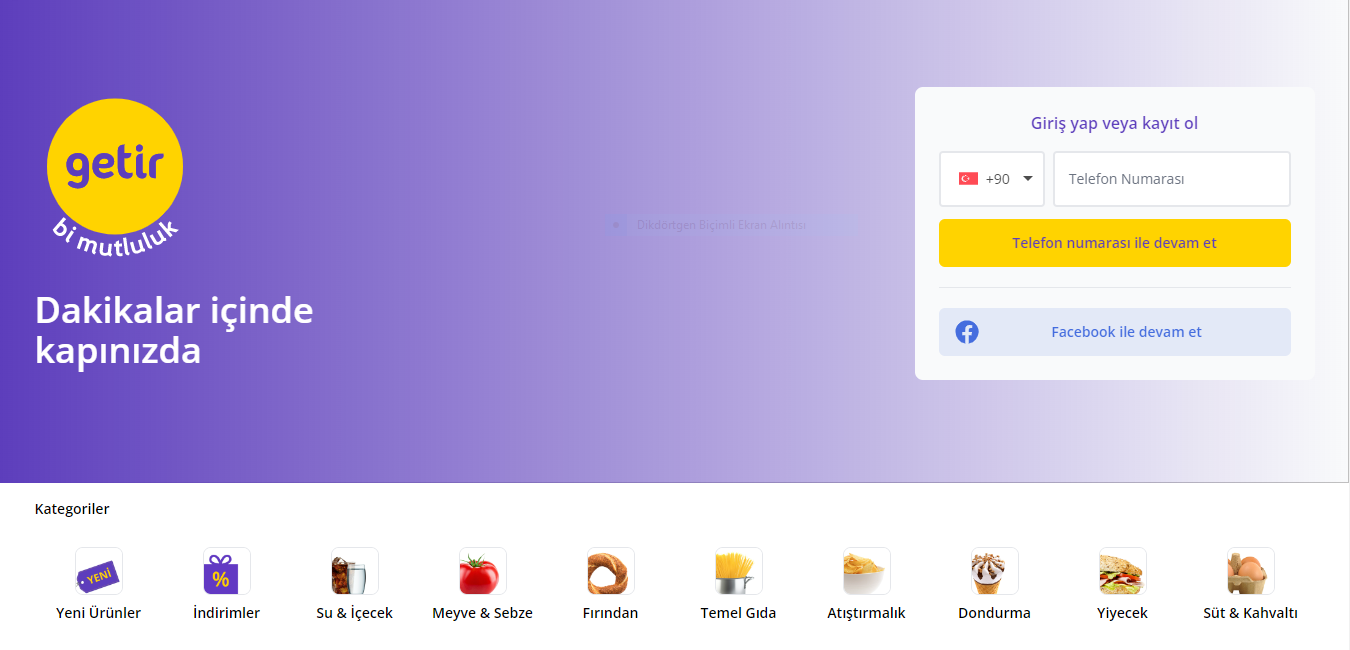 getir
bi mutluluk
Dakikalar içinde
kapınızda
Giriş yap veya kayıt ol
+90
Telefon Numarası
Telefon numarası ile devam et
Facebook ile devam et
Dikdörtgen Biçimli Ekran Alıntısı
Kategoriler
YENİ
%
Yeni Ürünler
İndirimler
Su & İçecek
Meyve & Sebze
Fırından
Temel Gıda
Atıştırmalık
Dondurma
Yiyecek
Süt & Kahvaltı